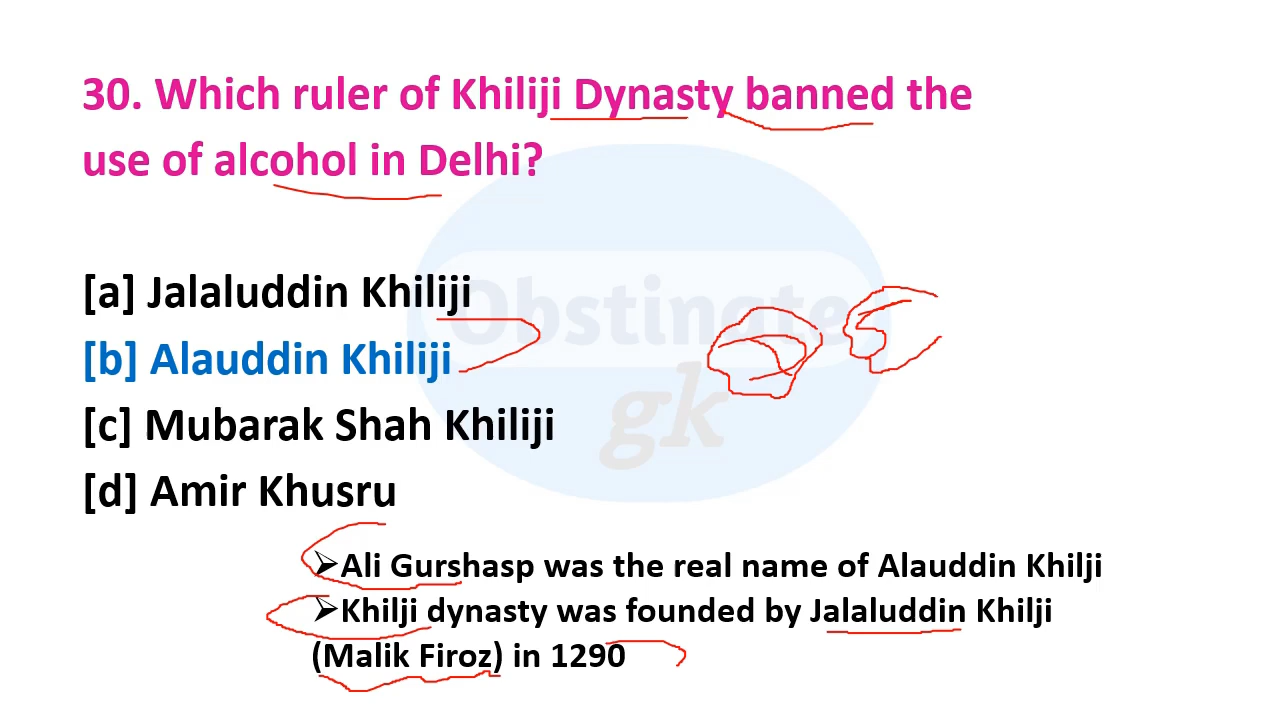 30. Which ruler of Khiliji Dynasty banned the
use of alcohol in Delhi?
[a] Jalaluddin Khiliji
[b] Alauddin Khiliji
[c] Mubarak Shah Khiliji
[d] Amir Khusru
Obstinate
gk
➢Ali Gurshasp was the real name of Alauddin Khilji
➢Khilji dynasty was founded by Jalaluddin Khilji
(Malik Firoz) in 1290